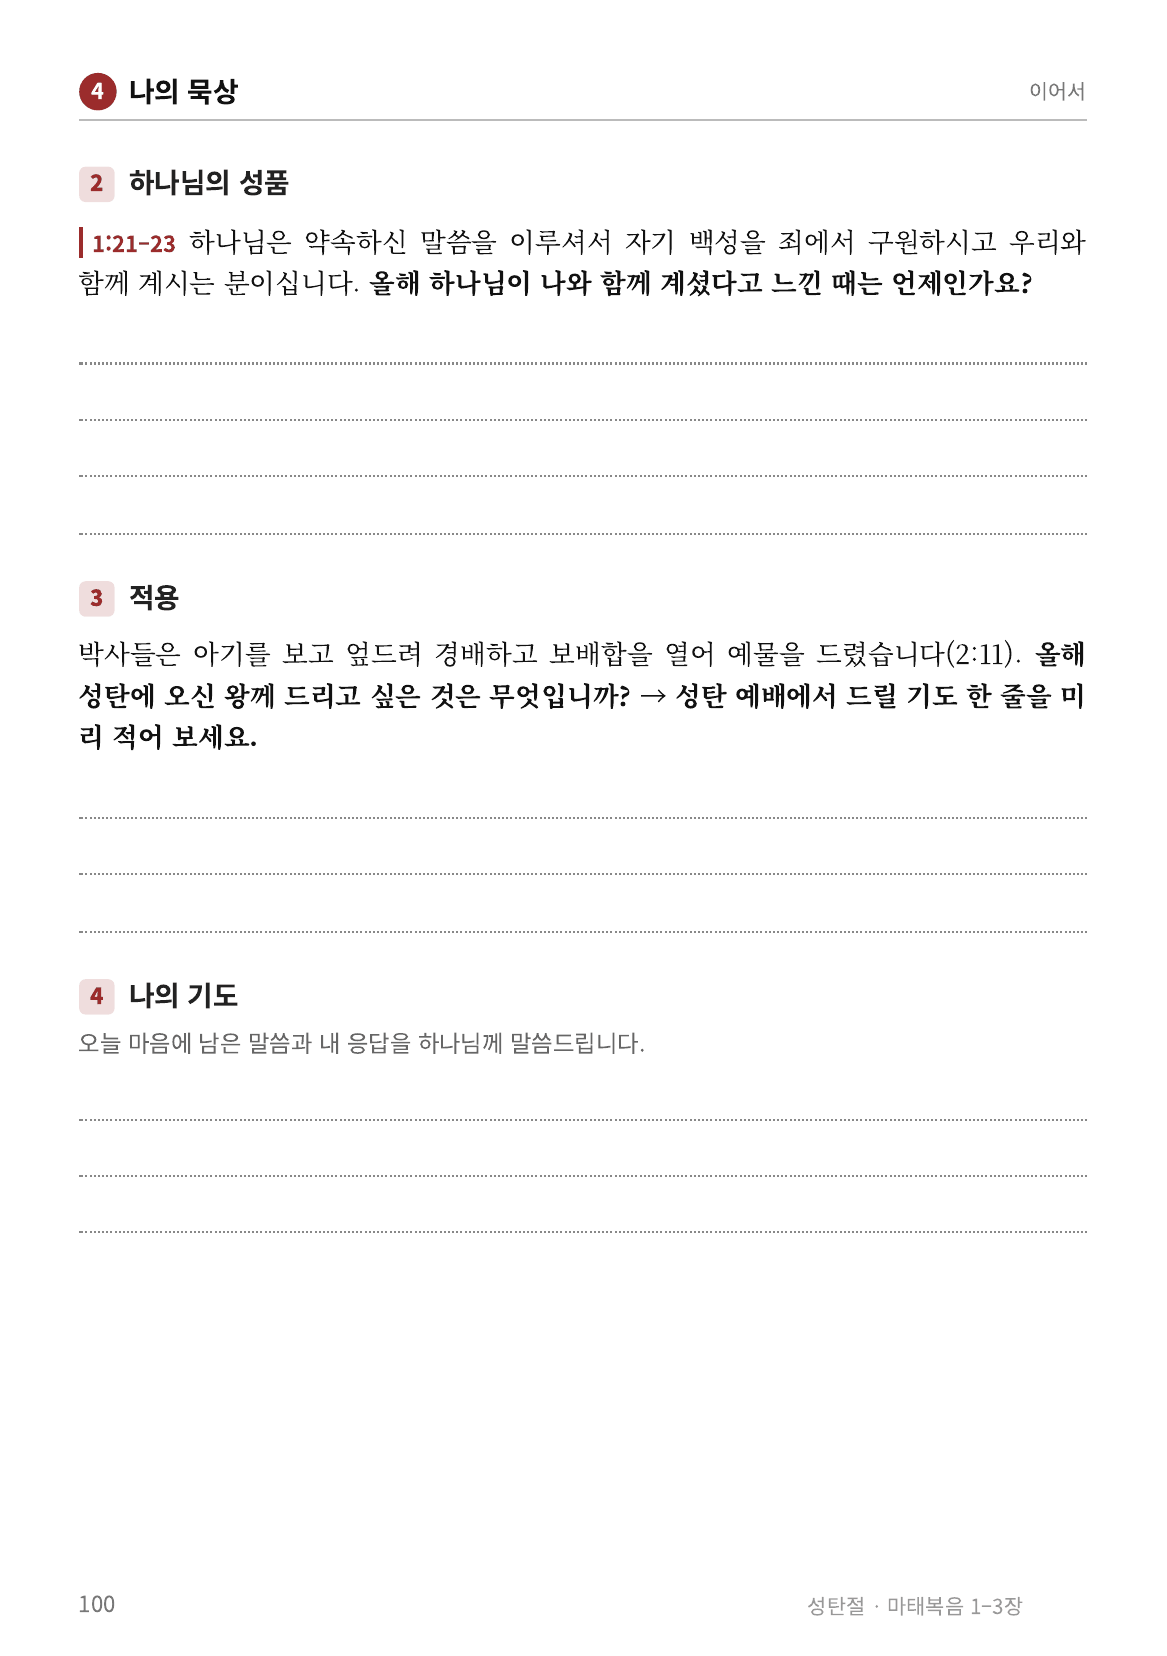 4 나의 묵상
이어서
2 하나님의 성품
1:21–23 하나님은 약속하신 말씀을 이루셔서 자기 백성을 죄에서 구원하시고 우리와
함께 계시는 분이십니다. 올해 하나님이 나와 함께 계셨다고 느낀 때는 언제인가요?
3 적용
박사들은 아기를 보고 엎드려 경배하고 보배합을 열어 예물을 드렸습니다(2:11). 올해
성탄에 오신 왕께 드리고 싶은 것은 무엇입니까? → 성탄 예배에서 드릴 기도 한 줄을 미
리 적어 보세요.
4 나의 기도
오늘 마음에 남은 말씀과 내 응답을 하나님께 말씀드립니다.
100
성탄절 · 마태복음 1–3장